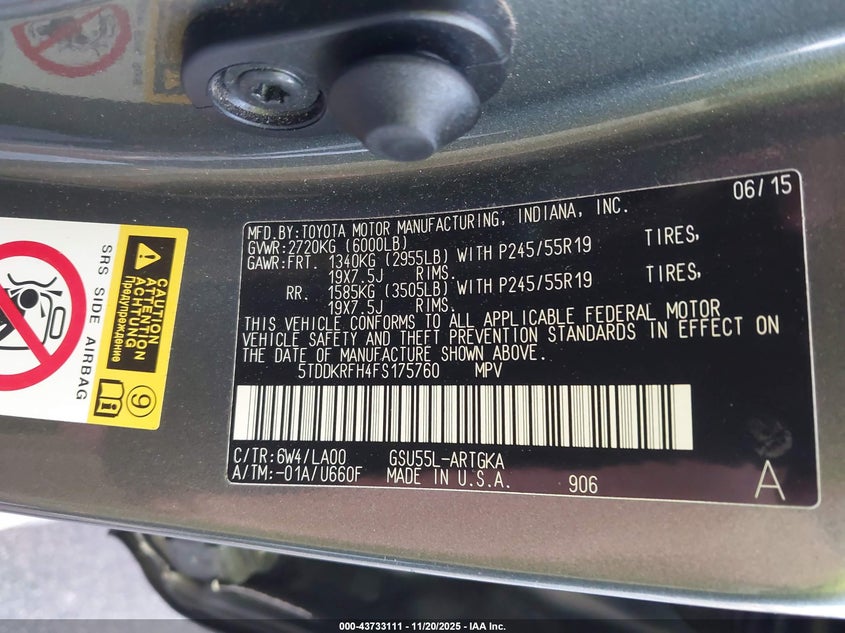 06/15
MFD.BY:TOYOTA MOTOR MANUFACTURING, INDIANA, INC.
GVWR:2720KG (6000LB)
GAWR:FRT. 1340KG (2955LB) WITH P245/55R19 TIRES,
19X7.5J RIMS.
RR. 1585KG (3505LB) WITH P245/55R19 TIRES,
19X7.5J RIMS.
THIS VEHICLE CONFORMS TO ALL APPLICABLE FEDERAL MOTOR
VEHICLE SAFETY AND THEFT PREVENTION STANDARDS IN EFFECT ON
THE DATE OF MANUFACTURE SHOWN ABOVE.
5TDDKRFH4FS175760 MPV
C/TR:6W4/LA00 GSU55L-ARTGKA
A/TM:-01A/U660F MADE IN U.S.A. 906 A
CAUTION
ATTENTION
ACHTUNG
Предупреждение
SRS SIDE AIRBAG
9
000-43733111 - 11/20/2025 - IAA Inc.